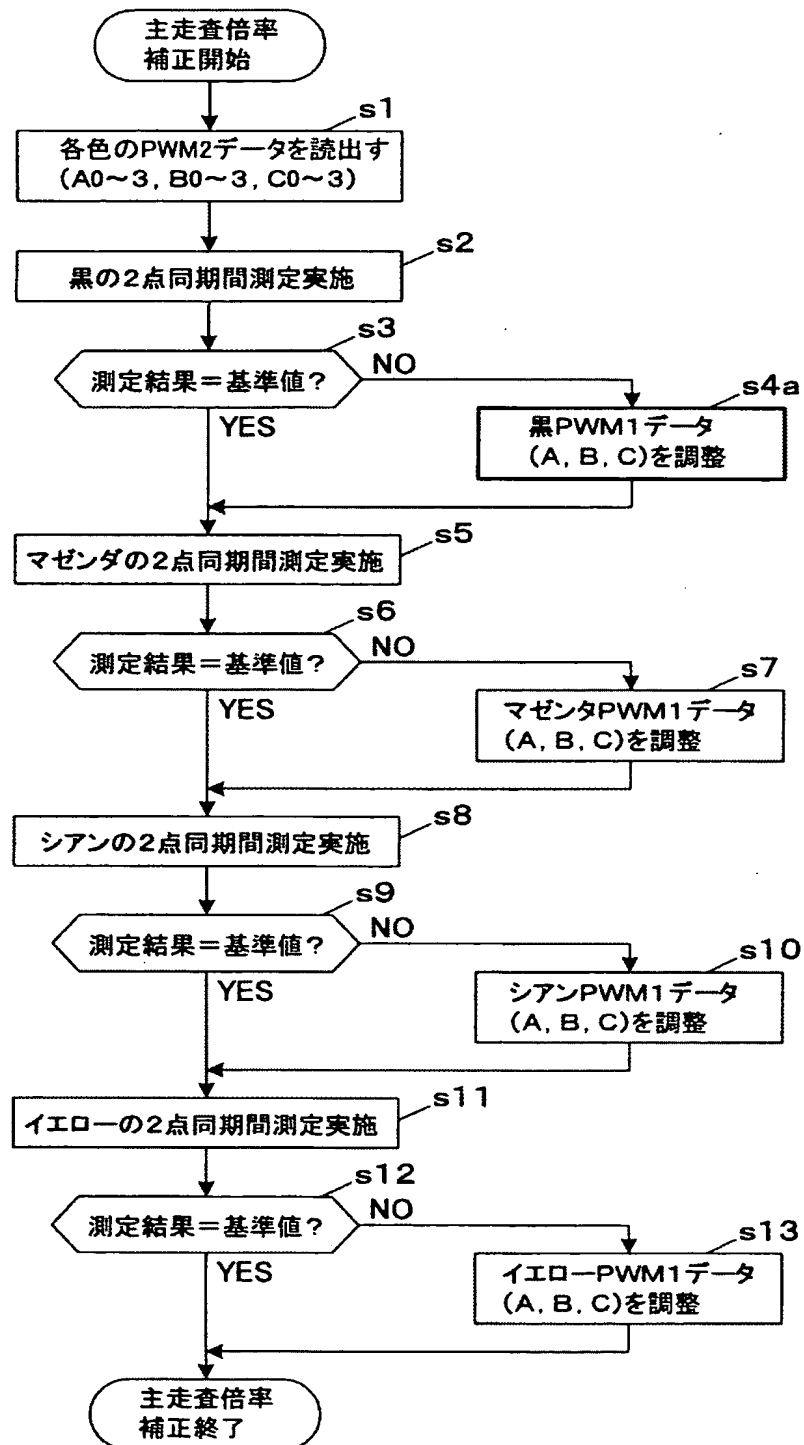 主走査倍率
補正開始
s1
各色のPWM2データを読出す
(A0～3, B0～3, C0～3)
s2
黒の2点同期間測定実施
s3
測定結果＝基準値?
NO
YES
s4a
黒PWM1データ
(A, B, C)を調整
s5
マゼンダの2点同期間測定実施
s6
測定結果＝基準値?
NO
YES
s7
マゼンタPWM1データ
(A, B, C)を調整
s8
シアンの2点同期間測定実施
s9
測定結果＝基準値?
NO
YES
s10
シアンPWM1データ
(A, B, C)を調整
s11
イエローの2点同期間測定実施
s12
測定結果＝基準値?
NO
YES
s13
イエローPWM1データ
(A, B, C)を調整
主走査倍率
補正終了